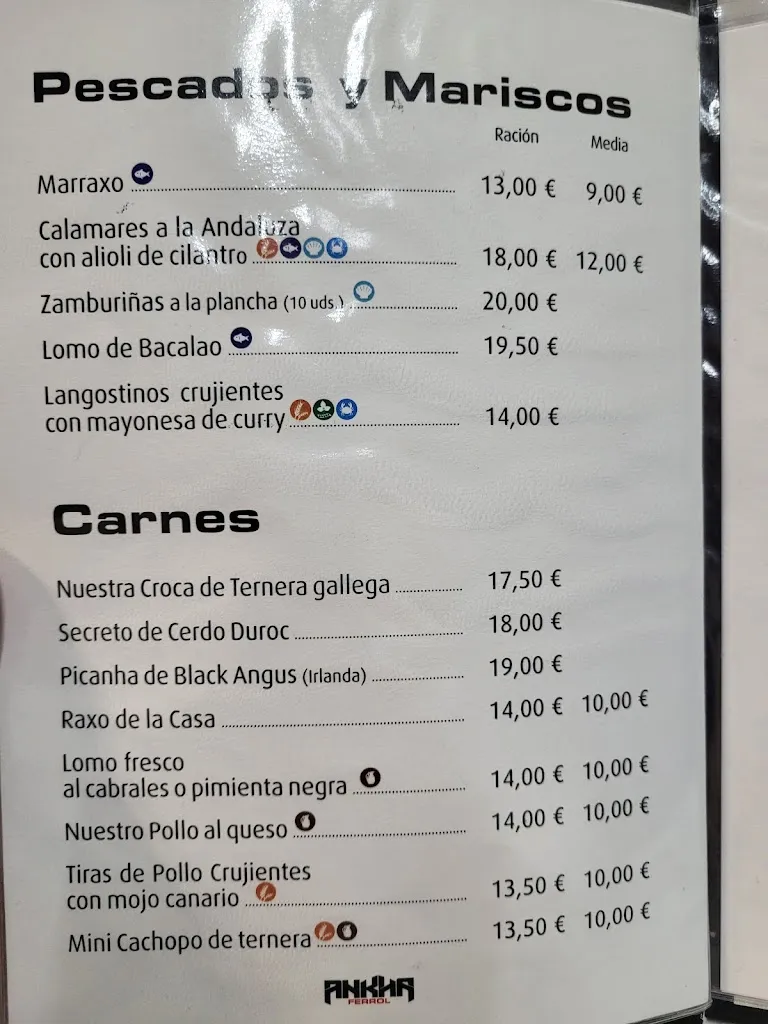 Pescados y Mariscos
Ración Media
Marraxo 13,00 € 9,00 €
Calamares a la Andaluza
con alioli de cilantro 18,00 € 12,00 €
Zamburiñas a la plancha (10 uds.) 20,00 €
Lomo de Bacalao 19,50 €
Langostinos crujientes
con mayonesa de curry 14,00 €
Carnes
Nuestra Croca de Ternera gallega 17,50 €
Secreto de Cerdo Duroc 18,00 €
Picanha de Black Angus (Irlanda) 19,00 €
Raxo de la Casa 14,00 € 10,00 €
Lomo fresco
al cabrales o pimienta negra 14,00 € 10,00 €
Nuestro Pollo al queso 14,00 € 10,00 €
Tiras de Pollo Crujientes
con mojo canario 13,50 € 10,00 €
Mini Cachopo de ternera 13,50 € 10,00 €
ANKHA
FERROL